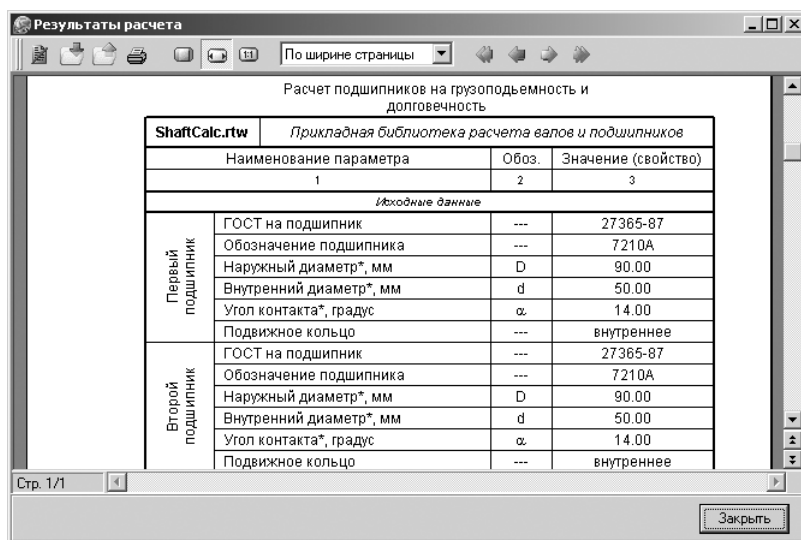 Результаты расчета
1:1
По ширине страницы
Расчет подшипников на грузоподьемность и
долговечность
ShaftCalc.rtw Прикладная библиотека расчета валов и подшипников
Наименование параметра Обоз. Значение (свойство)
1 2 3
Исходные данные
Первый подшипник
ГОСТ на подшипник --- 27365-87
Обозначение подшипника --- 7210А
Наружный диаметр*, мм D 90.00
Внутренний диаметр*, мм d 50.00
Угол контакта*, градус α 14.00
Подвижное кольцо --- внутреннее
Второй подшипник
ГОСТ на подшипник --- 27365-87
Обозначение подшипника --- 7210А
Наружный диаметр*, мм D 90.00
Внутренний диаметр*, мм d 50.00
Угол контакта*, градус α 14.00
Подвижное кольцо --- внутреннее
Стр. 1/1
Закрыть